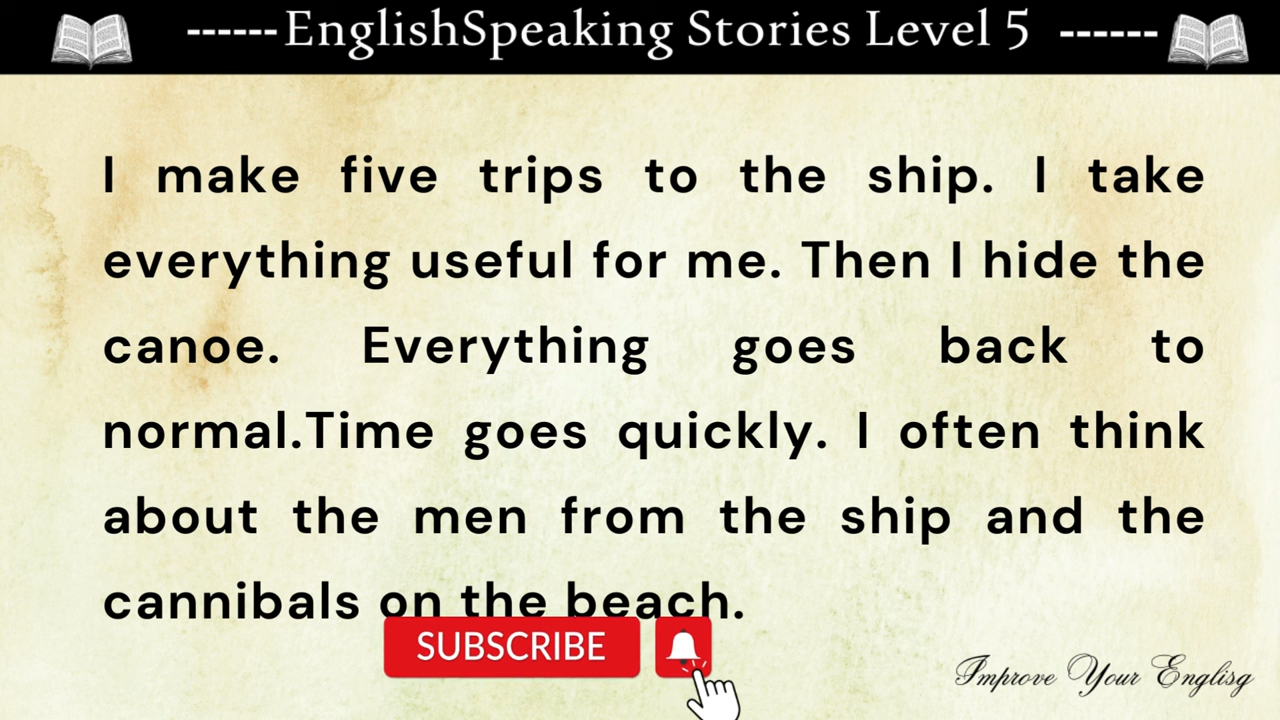 ------EnglishSpeaking Stories Level 5 ------
I make five trips to the ship. I take
everything useful for me. Then I hide the
canoe. Everything goes back to
normal.Time goes quickly. I often think
about the men from the ship and the
cannibals on the beach.
SUBSCRIBE
Improve Your Englisg